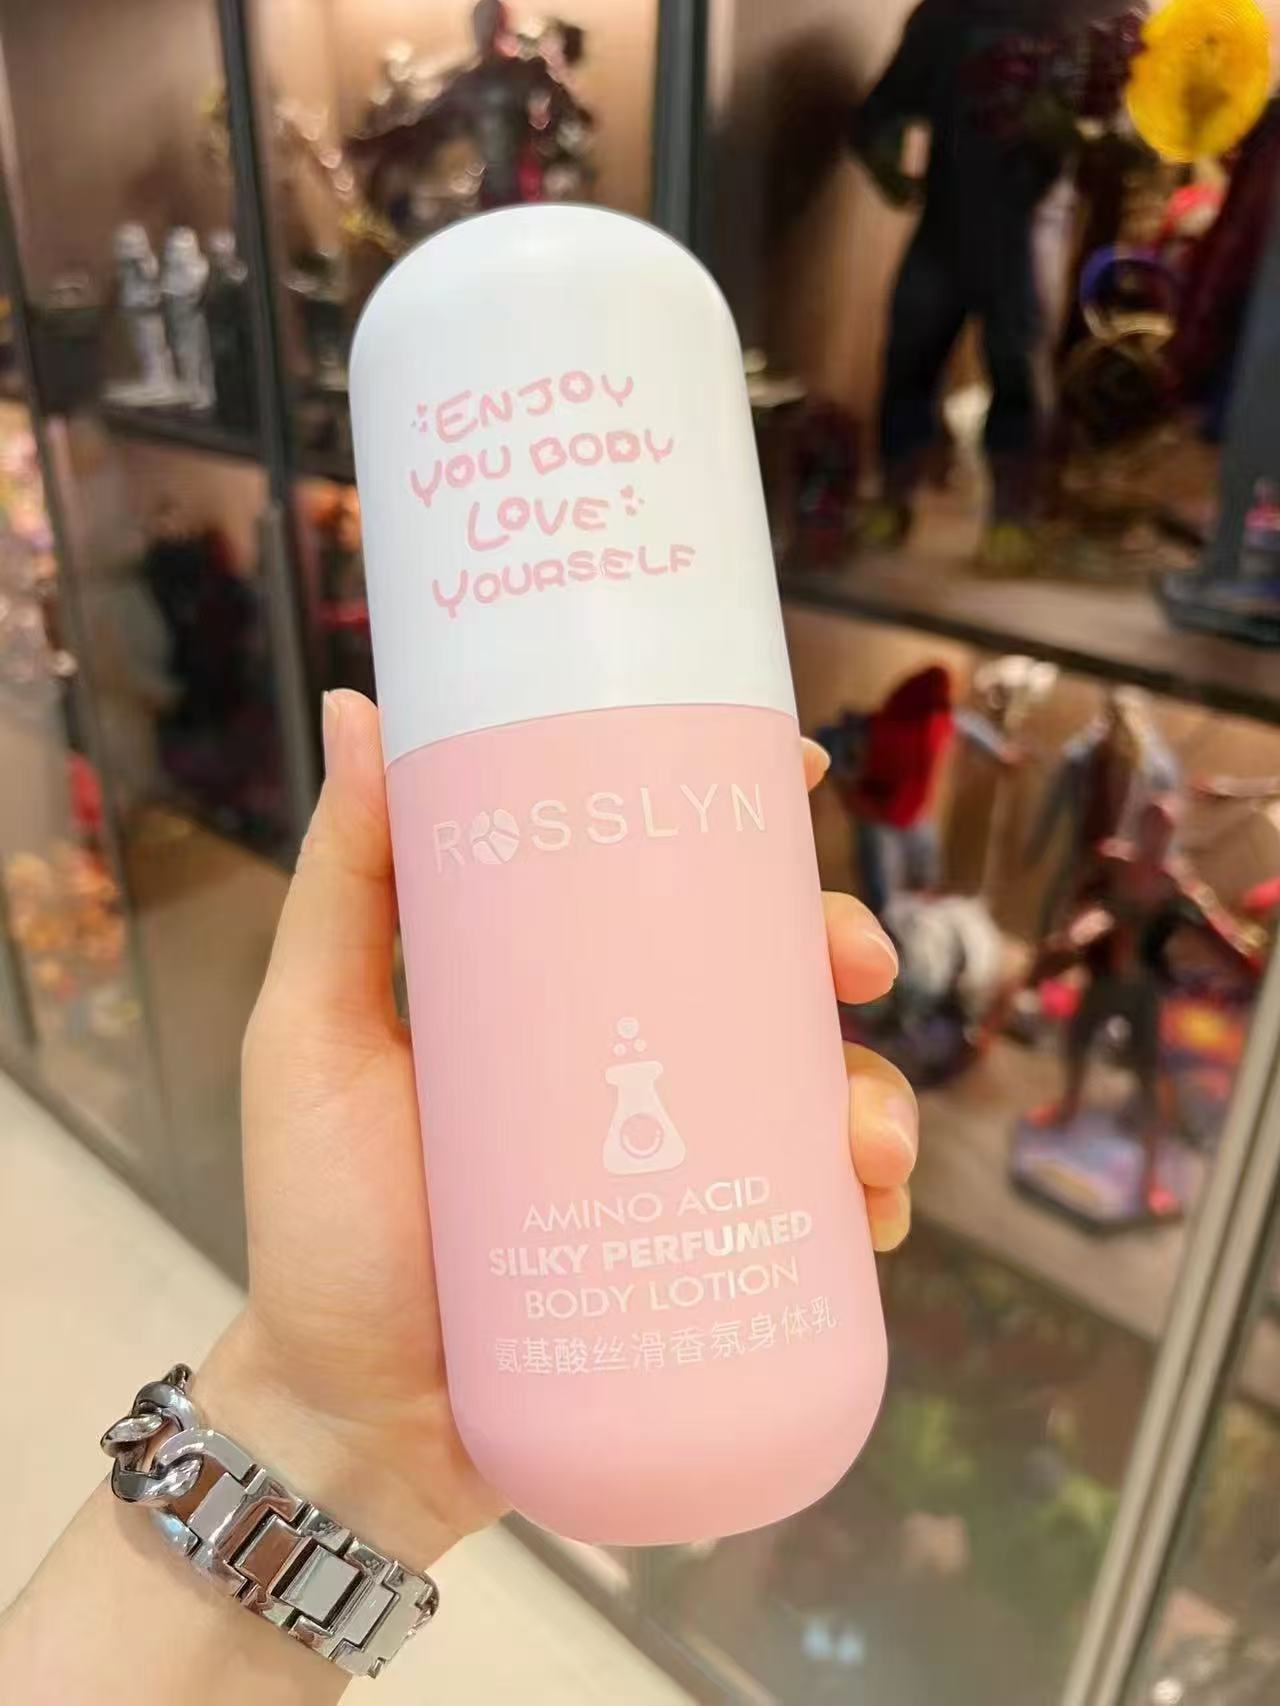 ENJOY
YOU BODY
LOVE
YOURSELF
ROSSLYN
AMINO ACID
SILKY PERFUMED
BODY LOTION
氨基酸丝滑香氛身体乳